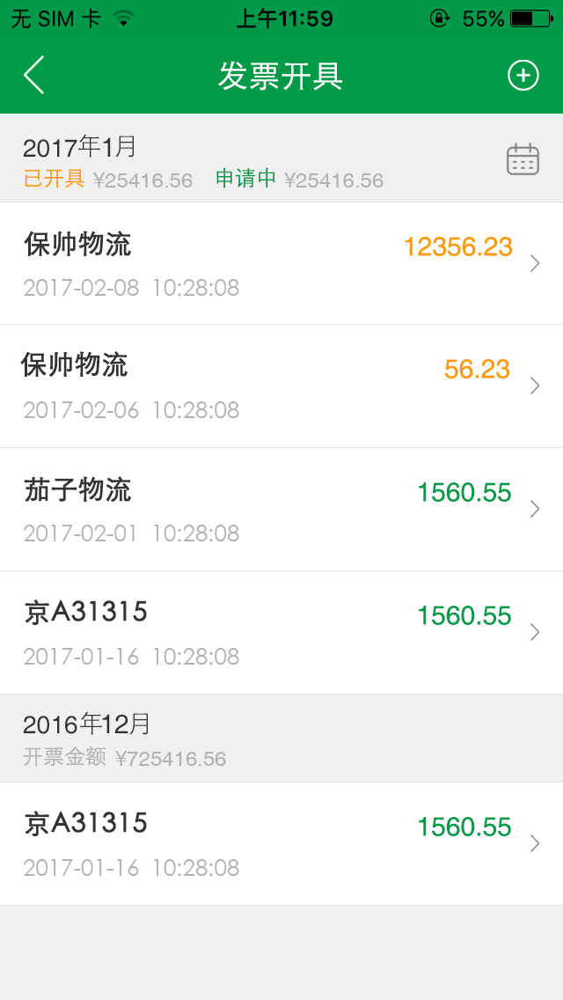 无 SIM 卡 上午11:59 55%
发票开具
2017年1月
已开具 ¥25416.56 申请中 ¥25416.56
保帅物流 12356.23
2017-02-08 10:28:08
保帅物流 56.23
2017-02-06 10:28:08
茄子物流 1560.55
2017-02-01 10:28:08
京A31315 1560.55
2017-01-16 10:28:08
2016年12月
开票金额 ¥725416.56
京A31315 1560.55
2017-01-16 10:28:08